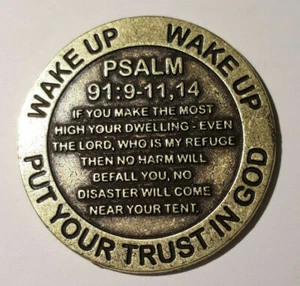 WAKE UP WAKE UP
PSALM
91:9-11,14
IF YOU MAKE THE MOST
HIGH YOUR DWELLING - EVEN
THE LORD, WHO IS MY REFUGE
THEN NO HARM WILL
BEFALL YOU, NO
DISASTER WILL COME
NEAR YOUR TENT.
PUT YOUR TRUST IN GOD